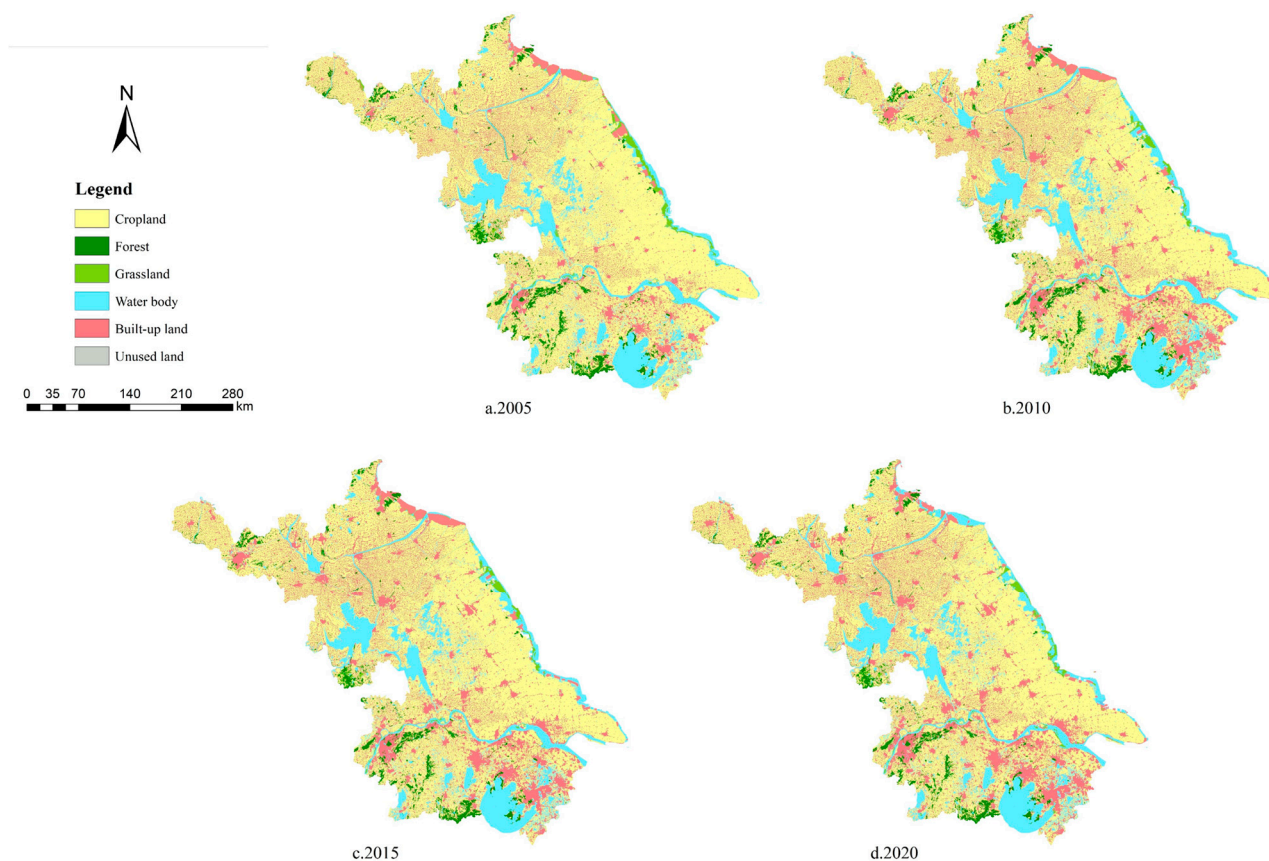 N
Legend
Cropland
Forest
Grassland
Water body
Built-up land
Unused land
0 35 70 140 210 280
km
a.2005
b.2010
c.2015
d.2020